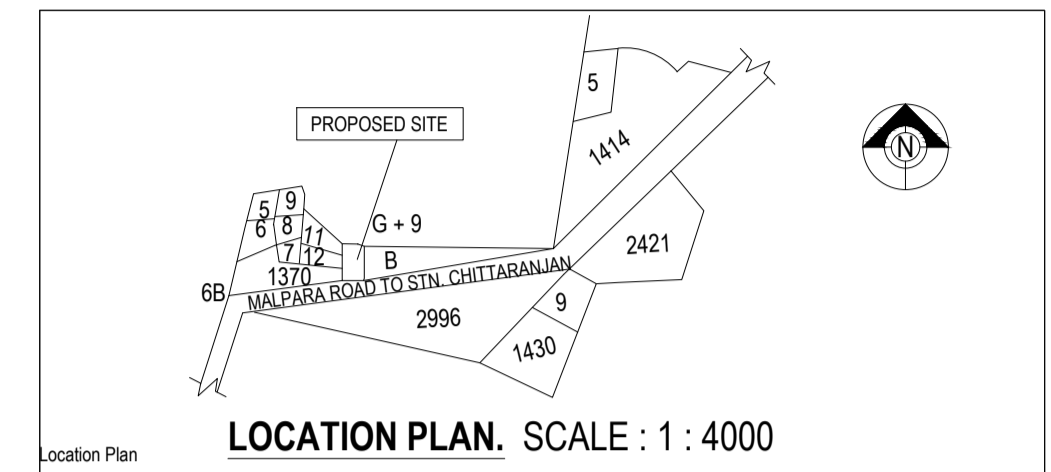 5
1414
PROPOSED SITE
N
5
9
6
8
11
G + 9
7
12
B
2421
1370
6B
MALPARA ROAD TO STN. CHITTARANJAN
9
2996
1430
LOCATION PLAN. SCALE : 1 : 4000
Location Plan